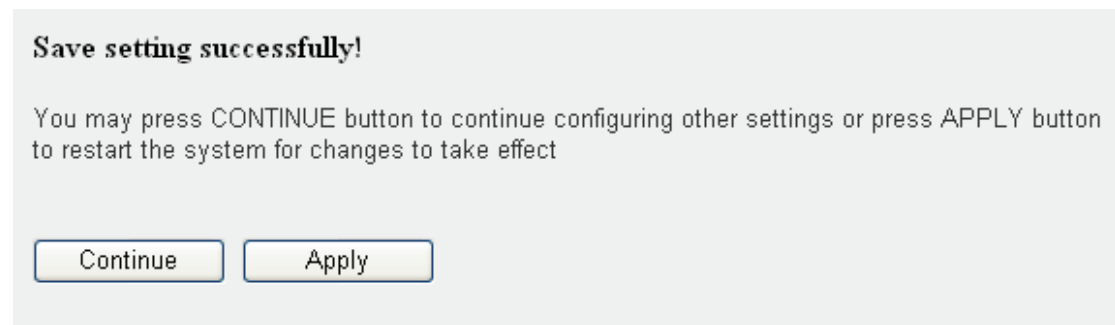 Save setting successfully!
You may press CONTINUE button to continue configuring other settings or press APPLY button
to restart the system for changes to take effect
Continue Apply